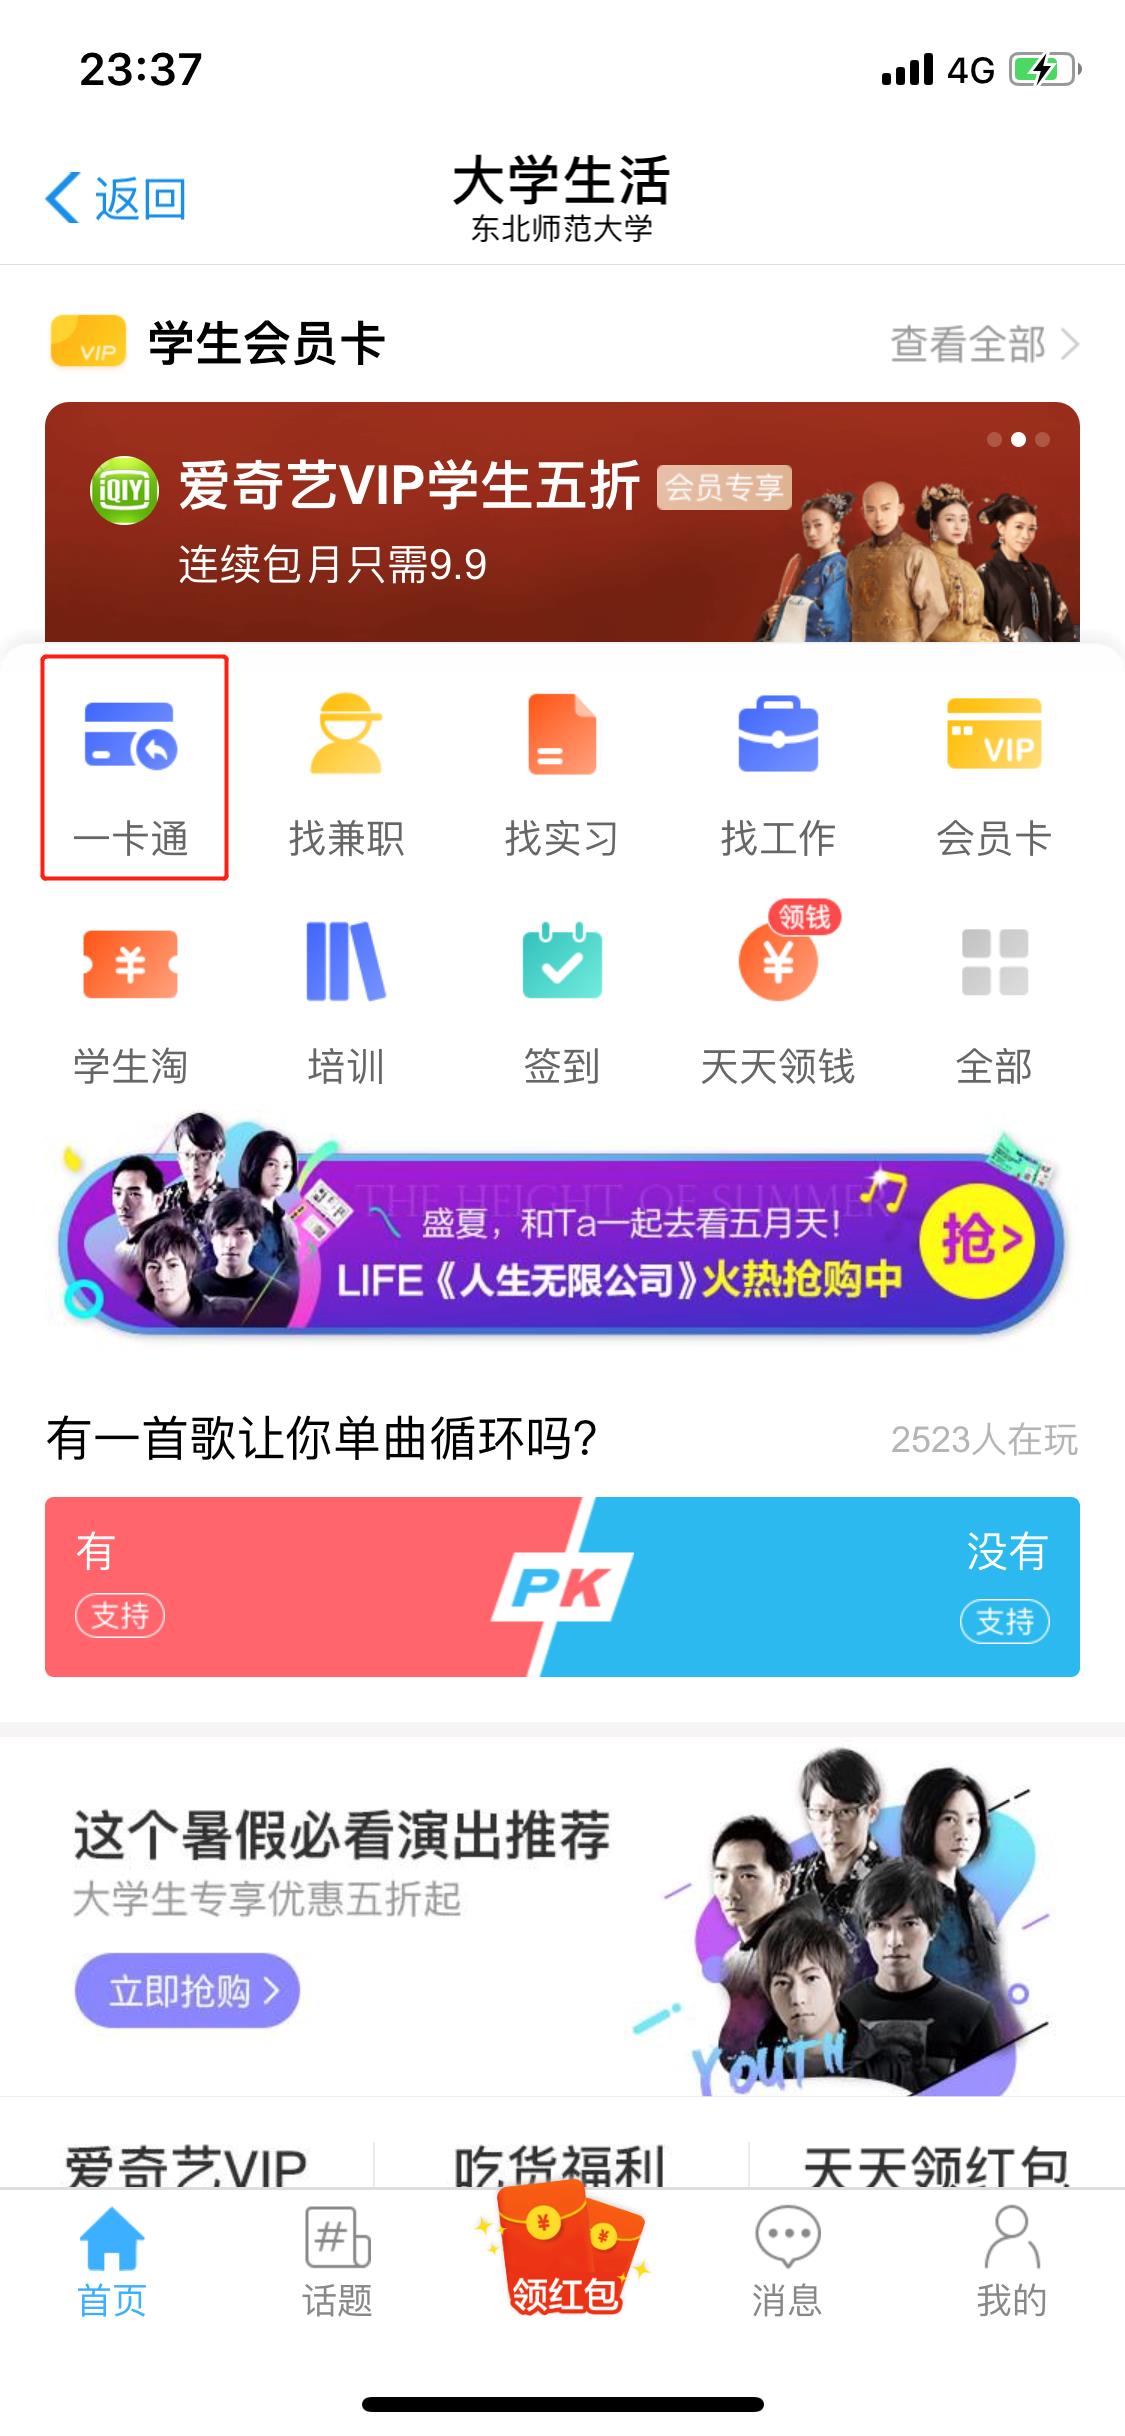 23:37
4G
返回
大学生活
东北师范大学
VIP
学生会员卡
查看全部
iQIYI
爱奇艺VIP学生五折
会员专享
连续包月只需9.9
VIP
一卡通
找兼职
找实习
找工作
会员卡
领钱
学生淘
培训
签到
天天领钱
全部
THE HEIGHT OF SUMMER
盛夏，和Ta一起去看五月天!
LIFE《人生无限公司》火热抢购中
抢>
有一首歌让你单曲循环吗?
2523人在玩
有
没有
PK
支持
支持
这个暑假必看演出推荐
大学生专享优惠五折起
立即抢购
YOUTH
爱奇艺VIP
吃货福利
天天领红包
首页
话题
领红包
消息
我的